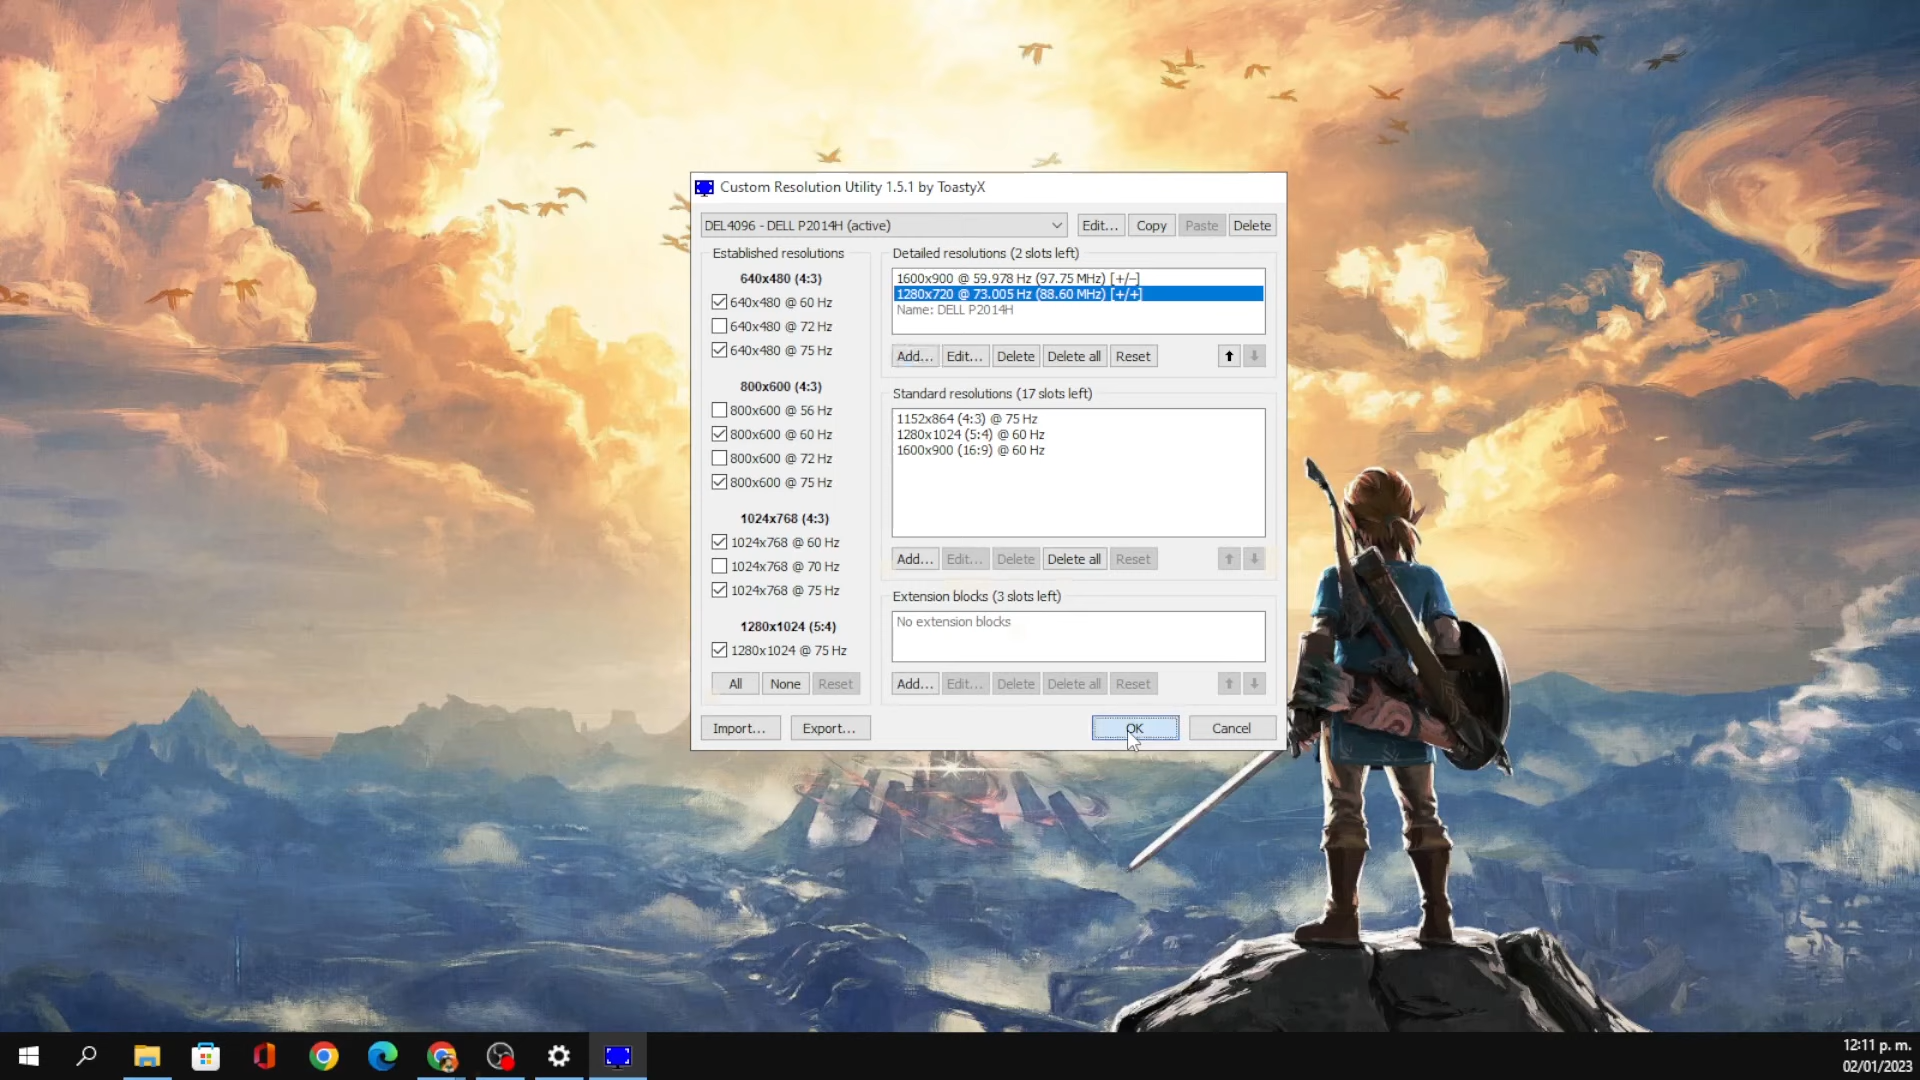 Custom Resolution Utility 1.5.1 by ToastyX
DEL4096 - DELL P2014H (active)
Edit...
Copy
Paste
Delete
Established resolutions
640x480 (4:3)
640x480 @ 60 Hz
640x480 @ 72 Hz
640x480 @ 75 Hz
800x600 (4:3)
800x600 @ 56 Hz
800x600 @ 60 Hz
800x600 @ 72 Hz
800x600 @ 75 Hz
1024x768 (4:3)
1024x768 @ 60 Hz
1024x768 @ 70 Hz
1024x768 @ 75 Hz
1280x1024 (5:4)
1280x1024 @ 75 Hz
All
None
Reset
Detailed resolutions (2 slots left)
1600x900 @ 59.978 Hz (97.75 MHz) [+/−]
1280x720 @ 73.005 Hz (88.60 MHz) [+/+]
Name: DELL P2014H
Add...
Edit...
Delete
Delete all
Reset
Standard resolutions (17 slots left)
1152x864 (4:3) @ 75 Hz
1280x1024 (5:4) @ 60 Hz
1600x900 (16:9) @ 60 Hz
Add...
Edit...
Delete
Delete all
Reset
Extension blocks (3 slots left)
No extension blocks
Add...
Edit...
Delete
Delete all
Reset
Import...
Export...
OK
Cancel
12:11 p. m.
02/01/2023